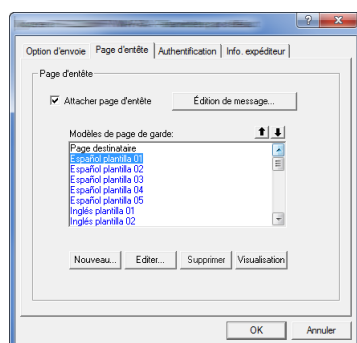 Option d'envoie Page d'entête Authentification Info. expéditeur
Page d'entête
Attacher page d'entête Édition de message...
Modèles de page de garde:
Page destinataire
Español plantilla 01
Español plantilla 02
Español plantilla 03
Español plantilla 04
Español plantilla 05
Inglés plantilla 01
Inglés plantilla 02
Nouveau... Editer... Supprimer Visualisation
OK Annuler